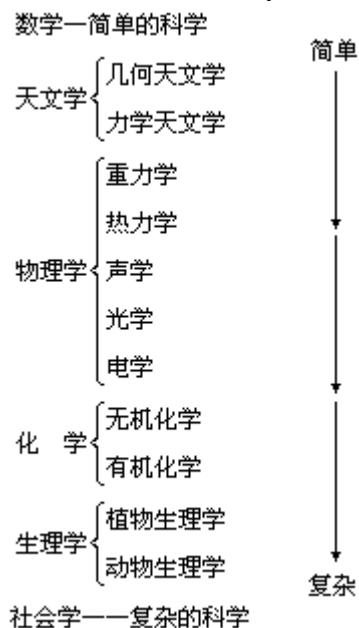 数学一简单的科学
简单
天文学
几何天文学
力学天文学
物理学
重力学
热力学
声学
光学
电学
化 学
无机化学
有机化学
生理学
植物生理学
动物生理学
复杂
社会学——复杂的科学